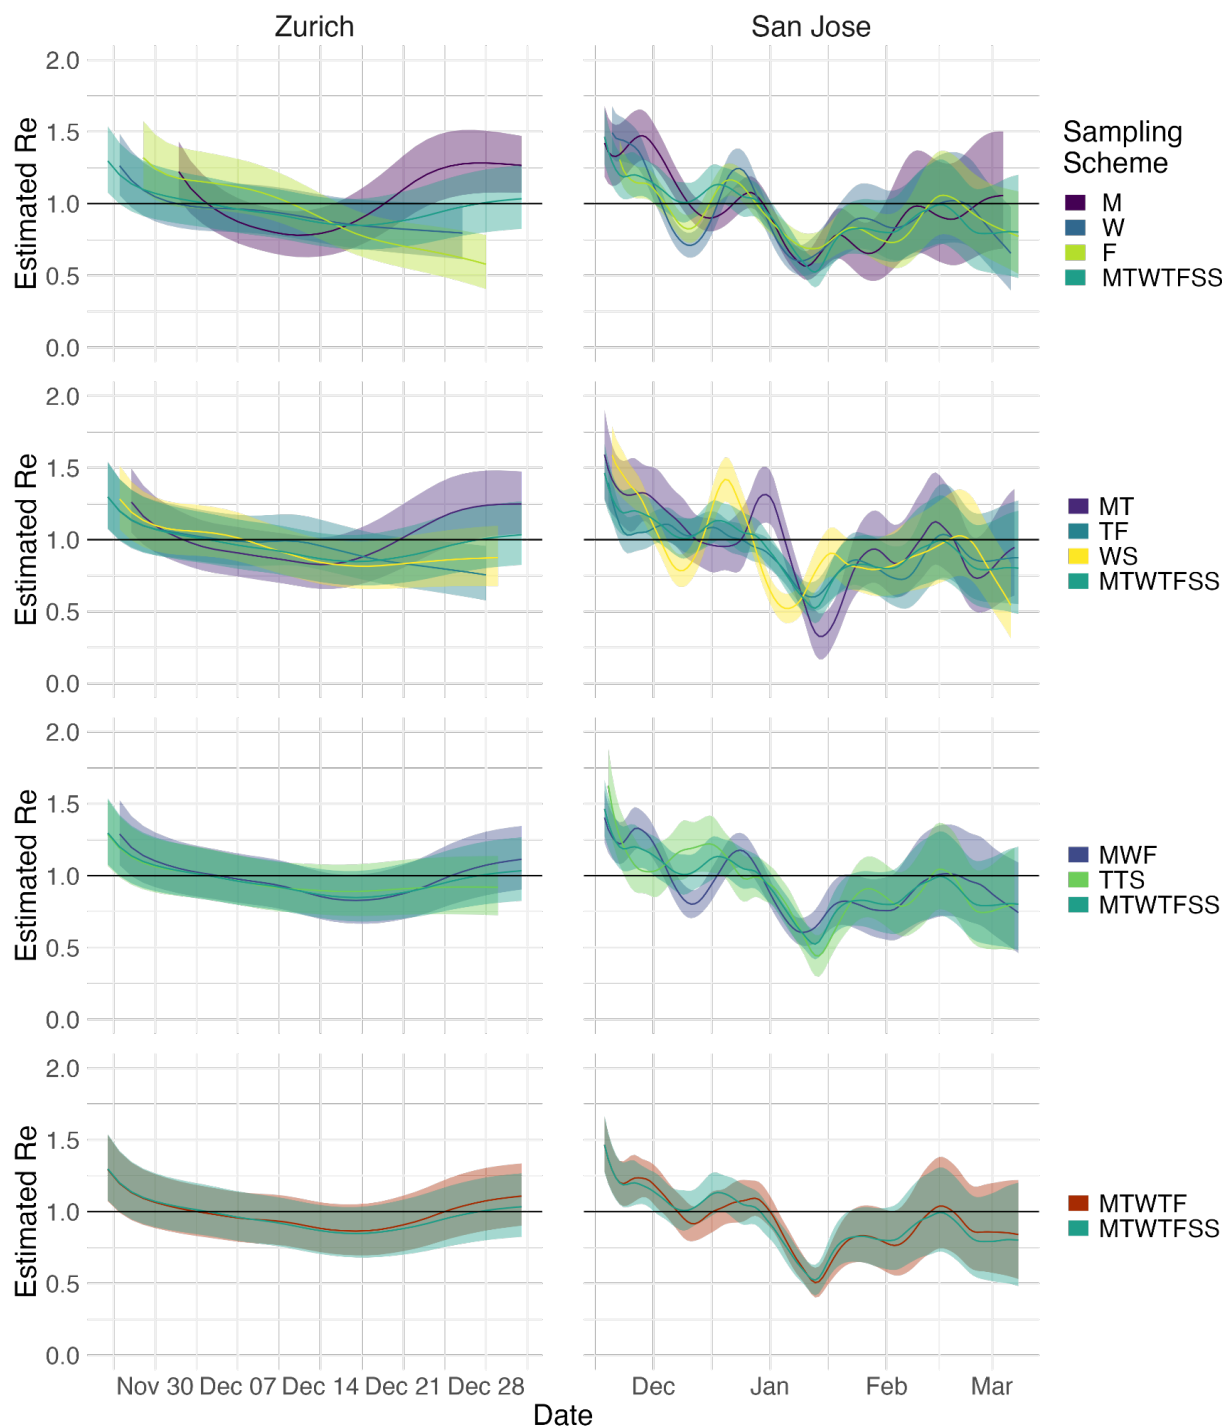 Zurich
San Jose
2.0
1.5
1.0
0.5
0.0
Estimated Re
Sampling
Scheme
M
W
F
MTWTFSS
2.0
1.5
1.0
0.5
0.0
Estimated Re
MT
TF
WS
MTWTFSS
2.0
1.5
1.0
0.5
0.0
Estimated Re
MWF
TTS
MTWTFSS
2.0
1.5
1.0
0.5
0.0
Estimated Re
MTWTF
MTWTFSS
Nov 30 Dec 07 Dec 14 Dec 21 Dec 28
Dec Jan Feb Mar
Date